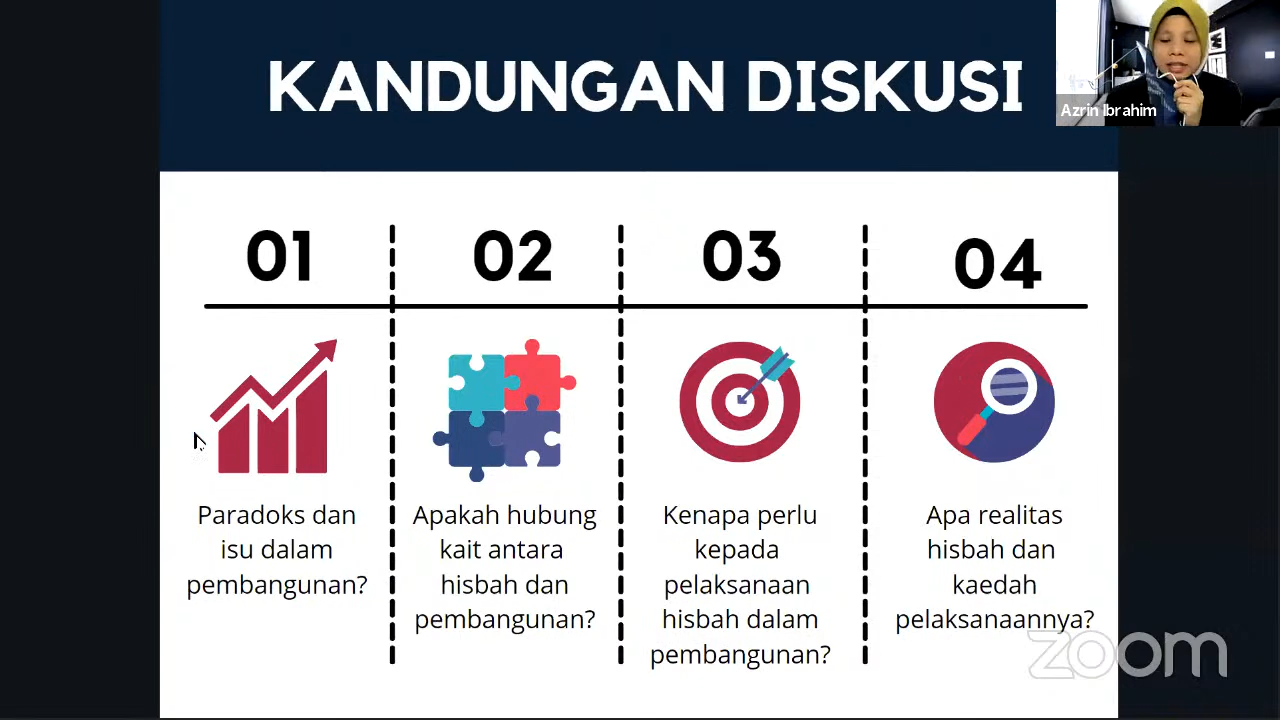 KANDUNGAN DISKUSI
Azrin Ibrahim
01
02
03
04
Paradoks dan
isu dalam
pembangunan?
Apakah hubung
kait antara
hisbah dan
pembangunan?
Kenapa perlu
kepada
pelaksanaan
hisbah dalam
pembangunan?
Apa realitas
hisbah dan
kaedah
pelaksanaannya?
zoom